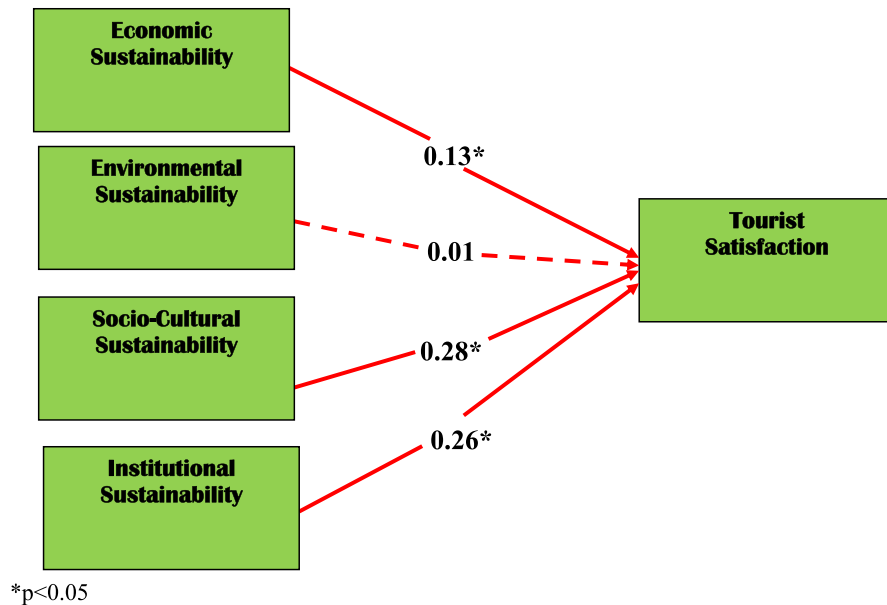 Economic
Sustainability
0.13*
Environmental
Sustainability
Tourist
Satisfaction
0.01
Socio-Cultural
Sustainability
0.28*
0.26*
Institutional
Sustainability
*p<0.05